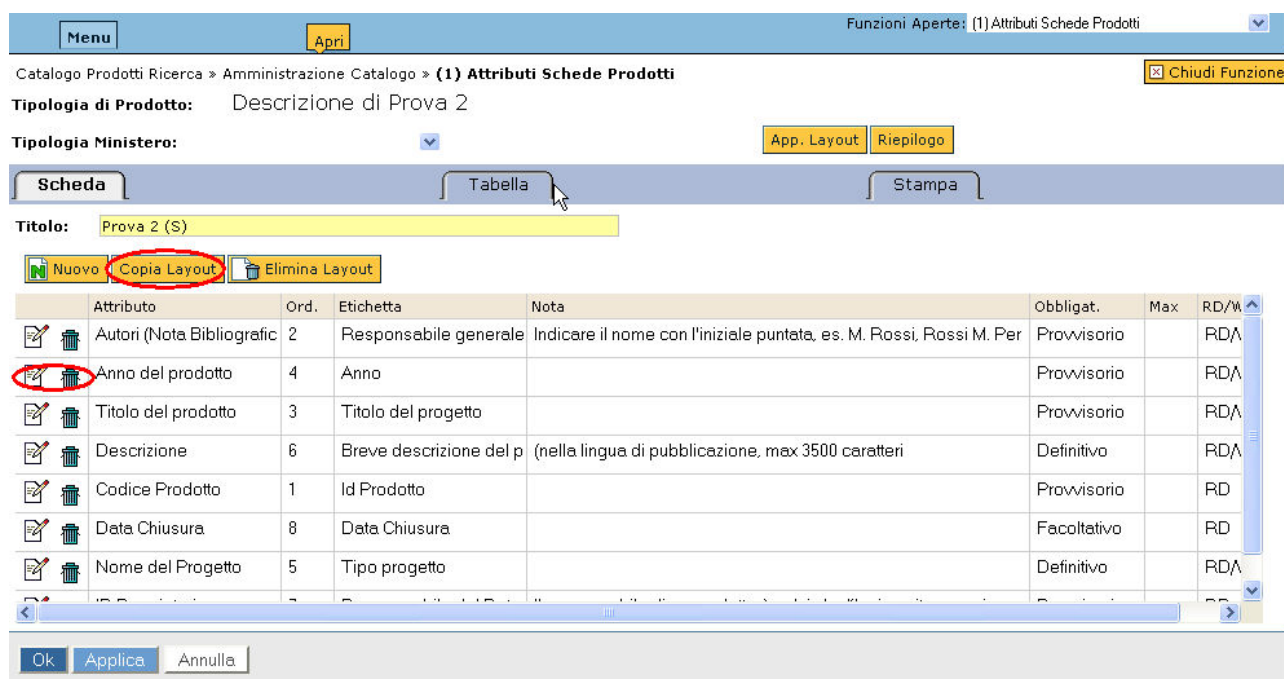 Funzioni Aperte: (1) Attributi Schede Prodotti
Menu Apri
Catalogo Prodotti Ricerca » Amministrazione Catalogo » (1) Attributi Schede Prodotti Chiudi Funzione
Tipologia di Prodotto: Descrizione di Prova 2
Tipologia Ministero: App. Layout Riepilogo
Scheda Tabella Stampa
Titolo: Prova 2 (S)
Nuovo Copia Layout Elimina Layout
Attributo Ord. Etichetta Nota Obbligat. Max RD/W
Autori (Nota Bibliografic 2 Responsabile generale Indicare il nome con l'iniziale puntata, es. M. Rossi, Rossi M. Per Provvisorio RD/
Anno del prodotto 4 Anno Provvisorio RD/
Titolo del prodotto 3 Titolo del progetto Provvisorio RD/
Descrizione 6 Breve descrizione del p (nella lingua di pubblicazione, max 3500 caratteri Definitivo RD/
Codice Prodotto 1 Id Prodotto Provvisorio RD
Data Chiusura 8 Data Chiusura Facoltativo RD
Nome del Progetto 5 Tipo progetto Definitivo RD/
Ok Applica Annulla